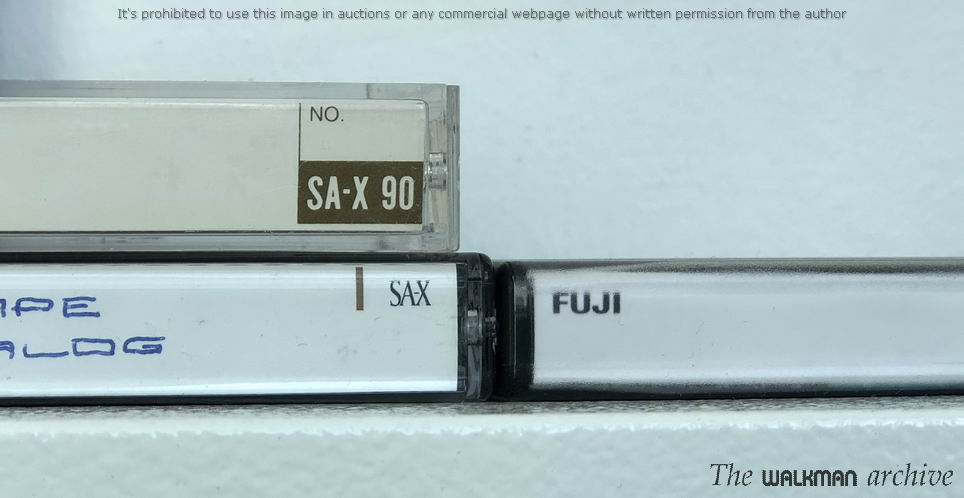 It's prohibited to use this image in auctions or any commercial webpage without written permission from the author
NO.
SA-X 90
SA-X
ALOG
FUJI
The WALKMAN archive